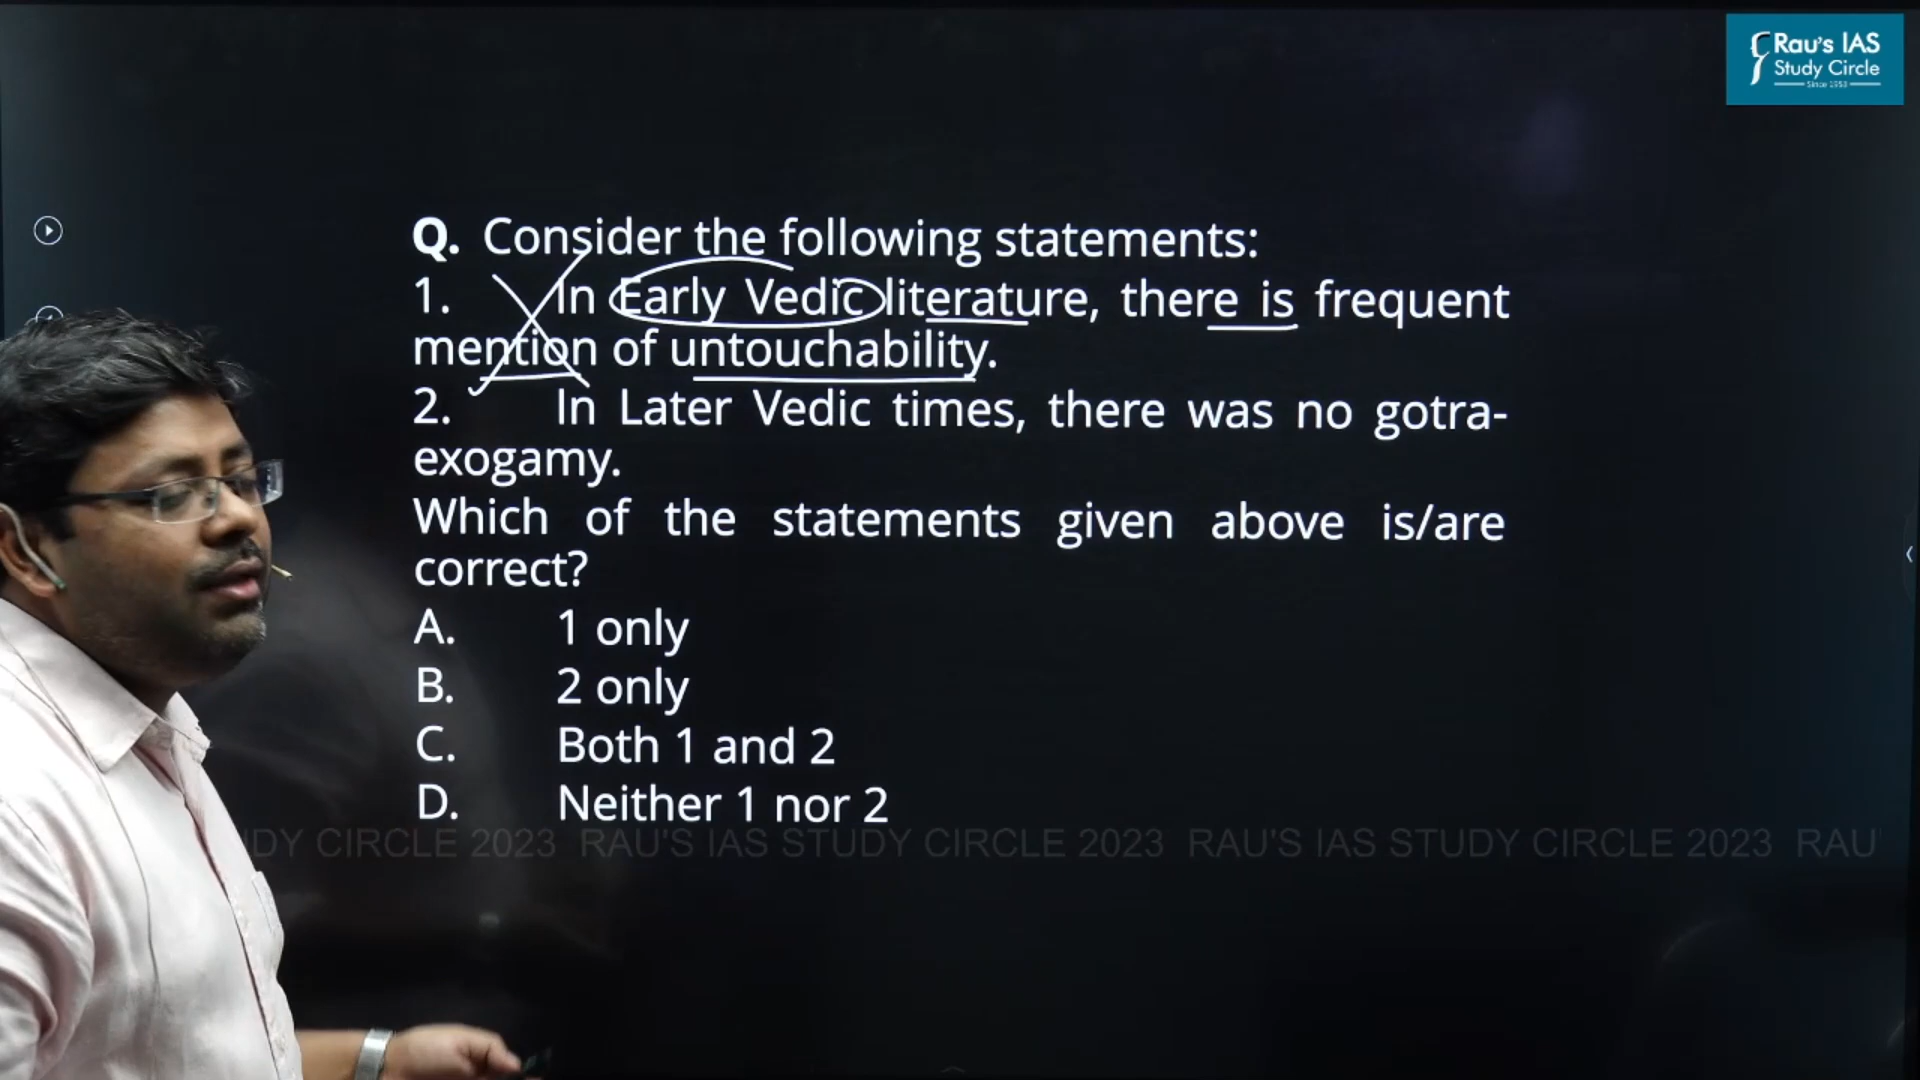 Rau's IAS
Study Circle
Since 1953
Q. Consider the following statements:
1. In Early Vedic literature, there is frequent
mention of untouchability.
2. In Later Vedic times, there was no gotra-
exogamy.
Which of the statements given above is/are
correct?
A. 1 only
B. 2 only
C. Both 1 and 2
D. Neither 1 nor 2
DY CIRCLE 2023 RAU'S IAS STUDY CIRCLE 2023 RAU'S IAS STUDY CIRCLE 2023 RAU'